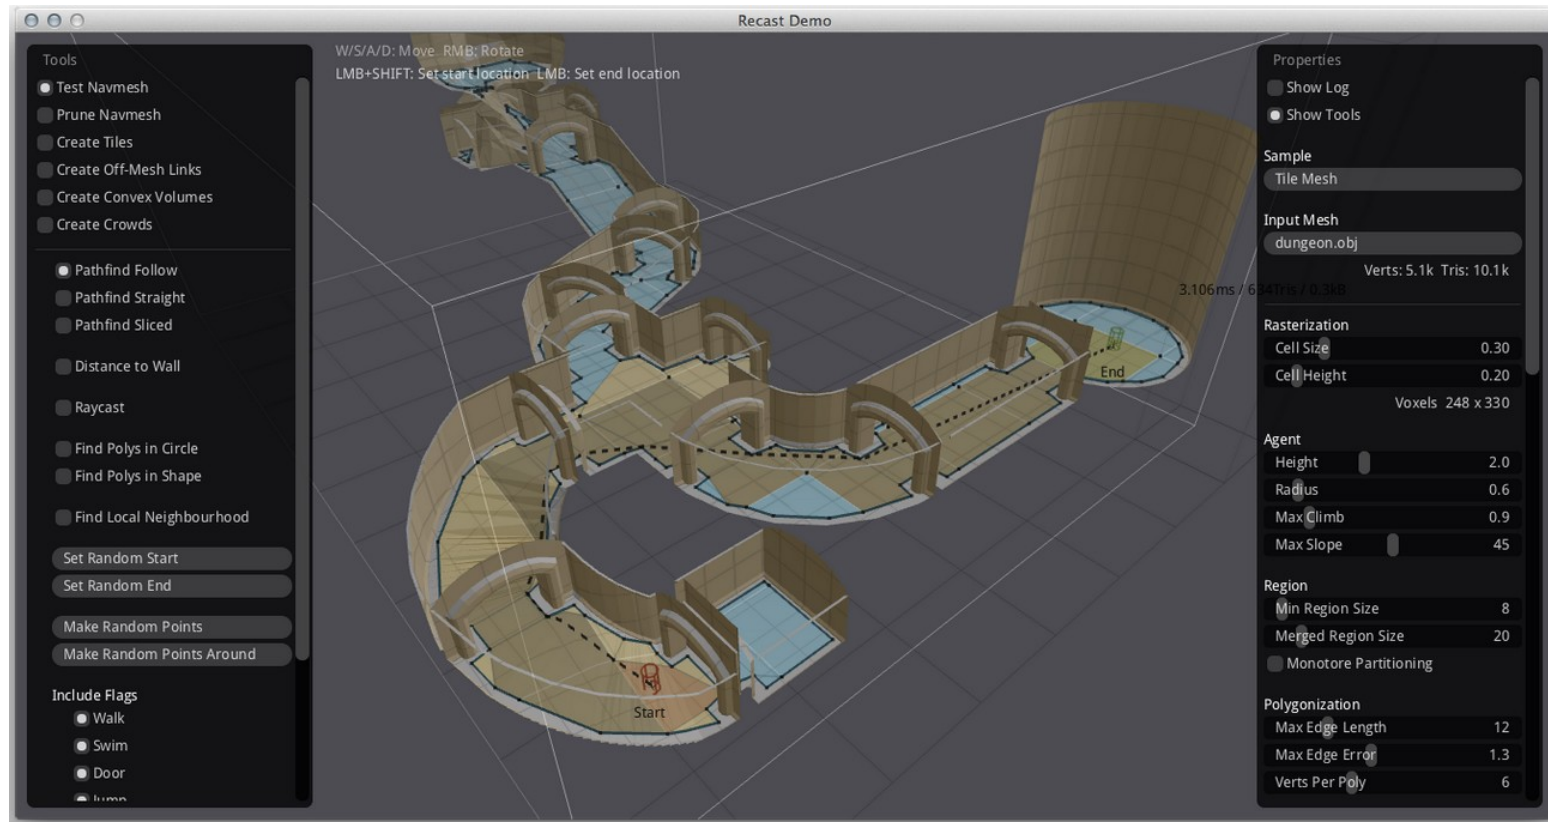 Recast Demo
Tools
Test Navmesh
Prune Navmesh
Create Tiles
Create Off-Mesh Links
Create Convex Volumes
Create Crowds
Pathfind Follow
Pathfind Straight
Pathfind Sliced
Distance to Wall
Raycast
Find Polys in Circle
Find Polys in Shape
Find Local Neighbourhood
Set Random Start
Set Random End
Make Random Points
Make Random Points Around
Include Flags
Walk
Swim
Door
Jump
W/S/A/D: Move RMB: Rotate
LMB+SHIFT: Set start location LMB: Set end location
3.106ms / 634Tris / 0.3kB
End
Start
Properties
Show Log
Show Tools
Sample
Tile Mesh
Input Mesh
dungeon.obj
Verts: 5.1k Tris: 10.1k
Rasterization
Cell Size 0.30
Cell Height 0.20
Voxels 248 x 330
Agent
Height 2.0
Radius 0.6
Max Climb 0.9
Max Slope 45
Region
Min Region Size 8
Merged Region Size 20
Monotore Partitioning
Polygonization
Max Edge Length 12
Max Edge Error 1.3
Verts Per Poly 6